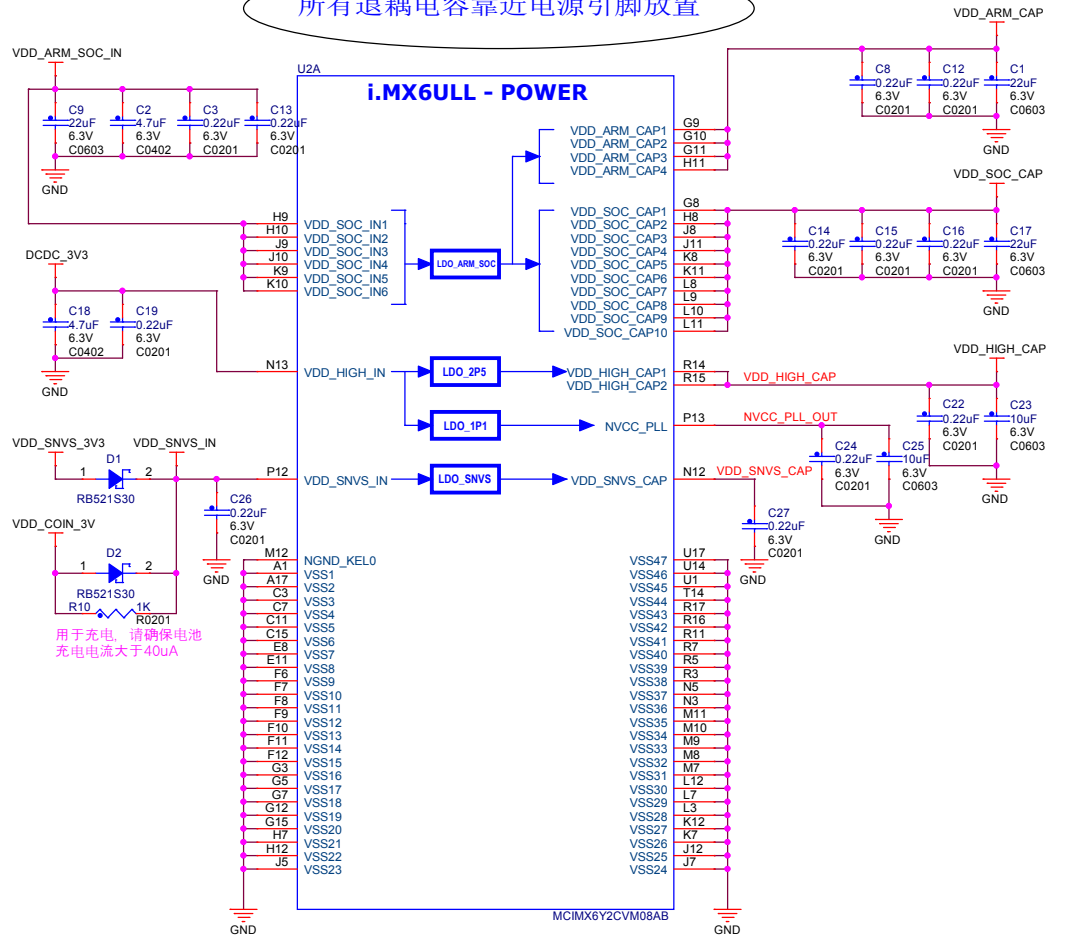 所有退耦电容靠近电源引脚放置
VDD_ARM_CAP
VDD_ARM_SOC_IN
U2A
i.MX6ULL - POWER
C9
22uF
6.3V
C0603
C2
4.7uF
6.3V
C0402
C3
0.22uF
6.3V
C0201
C13
0.22uF
6.3V
C0201
GND
C8
0.22uF
6.3V
C0201
C12
0.22uF
6.3V
C0201
C1
22uF
6.3V
C0603
GND
VDD_ARM_CAP1 G9
VDD_ARM_CAP2 G10
VDD_ARM_CAP3 G11
VDD_ARM_CAP4 H11
VDD_SOC_CAP
H9 VDD_SOC_IN1
H10 VDD_SOC_IN2
J9 VDD_SOC_IN3
J10 VDD_SOC_IN4
K9 VDD_SOC_IN5
K10 VDD_SOC_IN6
LDO_ARM_SOC
VDD_SOC_CAP1 G8
VDD_SOC_CAP2 H8
VDD_SOC_CAP3 J8
VDD_SOC_CAP4 J11
VDD_SOC_CAP5 K8
VDD_SOC_CAP6 K11
VDD_SOC_CAP7 L8
VDD_SOC_CAP8 L9
VDD_SOC_CAP9 L10
VDD_SOC_CAP10 L11
C14
0.22uF
6.3V
C0201
C15
0.22uF
6.3V
C0201
C16
0.22uF
6.3V
C0201
C17
22uF
6.3V
C0603
GND
DCDC_3V3
C18
4.7uF
6.3V
C0402
C19
0.22uF
6.3V
C0201
GND
N13 VDD_HIGH_IN
LDO_2P5
VDD_HIGH_CAP1 R14
VDD_HIGH_CAP2 R15
VDD_HIGH_CAP
VDD_HIGH_CAP
C22
0.22uF
6.3V
C0201
C23
10uF
6.3V
C0603
GND
LDO_1P1
NVCC_PLL P13
NVCC_PLL_OUT
C24
0.22uF
6.3V
C0201
C25
10uF
6.3V
C0603
GND
VDD_SNVS_3V3
VDD_SNVS_IN
D1
1 2
RB521S30
P12 VDD_SNVS_IN
LDO_SNVS
VDD_SNVS_CAP N12
VDD_SNVS_CAP
C26
0.22uF
6.3V
C0201
GND
C27
0.22uF
6.3V
C0201
GND
VDD_COIN_3V
D2
1 2
RB521S30
R10 1K
R0201
用于充电，请确保电池
充电电流大于40uA
M12 NGND_KEL0
A1 VSS1
A17 VSS2
C3 VSS3
C7 VSS4
C11 VSS5
C15 VSS6
E8 VSS7
E11 VSS8
F6 VSS9
F7 VSS10
F8 VSS11
F9 VSS12
F10 VSS13
F11 VSS14
F12 VSS15
G3 VSS16
G5 VSS17
G7 VSS18
G12 VSS19
G15 VSS20
H7 VSS21
H12 VSS22
J5 VSS23
GND
VSS47 U17
VSS46 U14
VSS45 U1
VSS44 T14
VSS43 R17
VSS42 R16
VSS41 R11
VSS40 R7
VSS39 R5
VSS38 R3
VSS37 N5
VSS36 N3
VSS35 M11
VSS34 M10
VSS33 M9
VSS32 M8
VSS31 M7
VSS30 L12
VSS29 L7
VSS28 L3
VSS27 K12
VSS26 K7
VSS25 J12
VSS24 J7
GND
MCIMX6Y2CVM08AB